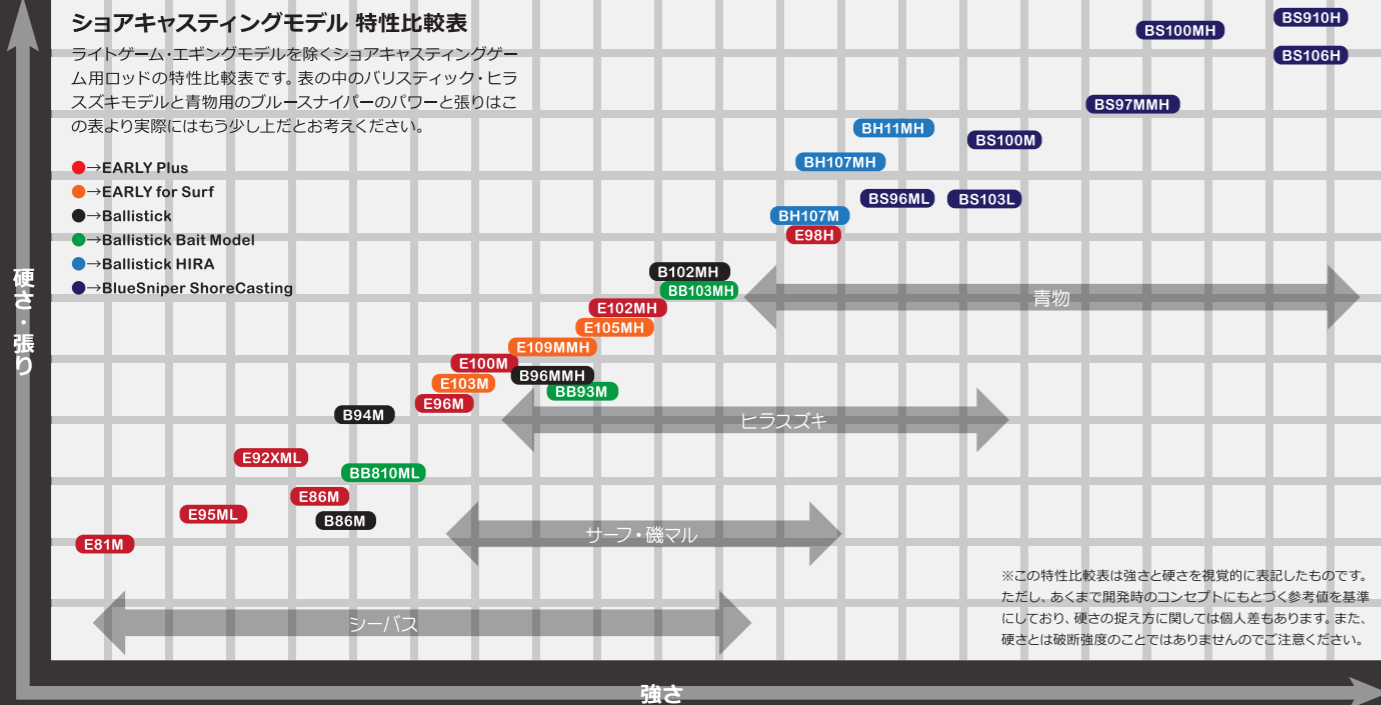 ショアキャスティングモデル 特性比較表
ライトゲーム・エギングモデルを除くショアキャスティングゲー
ム用ロッドの特性比較表です。表の中のバリスティック・ヒラ
スズキモデルと青物用のブルースナイパーのパワーと張りはこ
の表より実際にはもう少し上だとお考えください。
●→EARLY Plus
●→EARLY for Surf
●→Ballistick
●→Ballistick Bait Model
●→Ballistick HIRA
●→BlueSniper ShoreCasting
硬さ・張り
BS910H
BS100MH
BS106H
BS97MMH
BH11MH
BS100M
BH107MH
BS96ML
BS103L
BH107M
E98H
B102MH
BB103MH
青物
E102MH
E105MH
E109MMH
E100M
B96MMH
E103M
BB93M
E96M
B94M
ヒラスズキ
E92XML
BB810ML
E86M
E95ML
B86M
サーフ・磯マル
E81M
シーバス
※この特性比較表は強さと硬さを視覚的に表記したものです。
ただし、あくまで開発時のコンセプトにもとづく参考値を基準
にしており、硬さの捉え方に関しては個人差もあります。また、
硬さとは破断強度のことではありませんのでご注意ください。
強さ